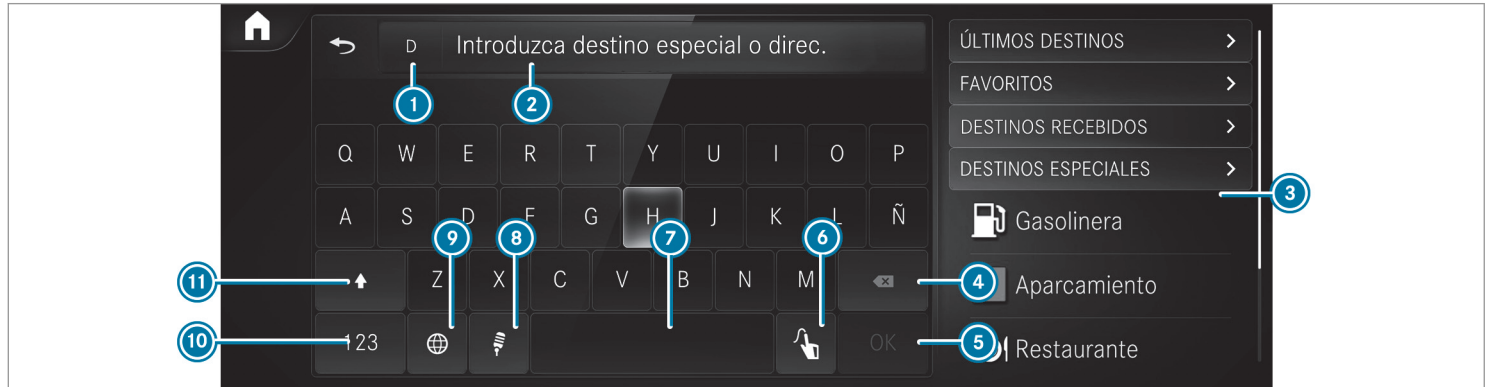 D Introduzca destino especial o direc.
1 2
Q W E R T Y U I O P
A S D F G H J K L Ñ
9 8 7 6
11 Z X C V B N M 4
10 123 OK 5
ÚLTIMOS DESTINOS
FAVORITOS
DESTINOS RECEBIDOS
DESTINOS ESPECIALES
3
Gasolinera
Aparcamiento
Restaurante